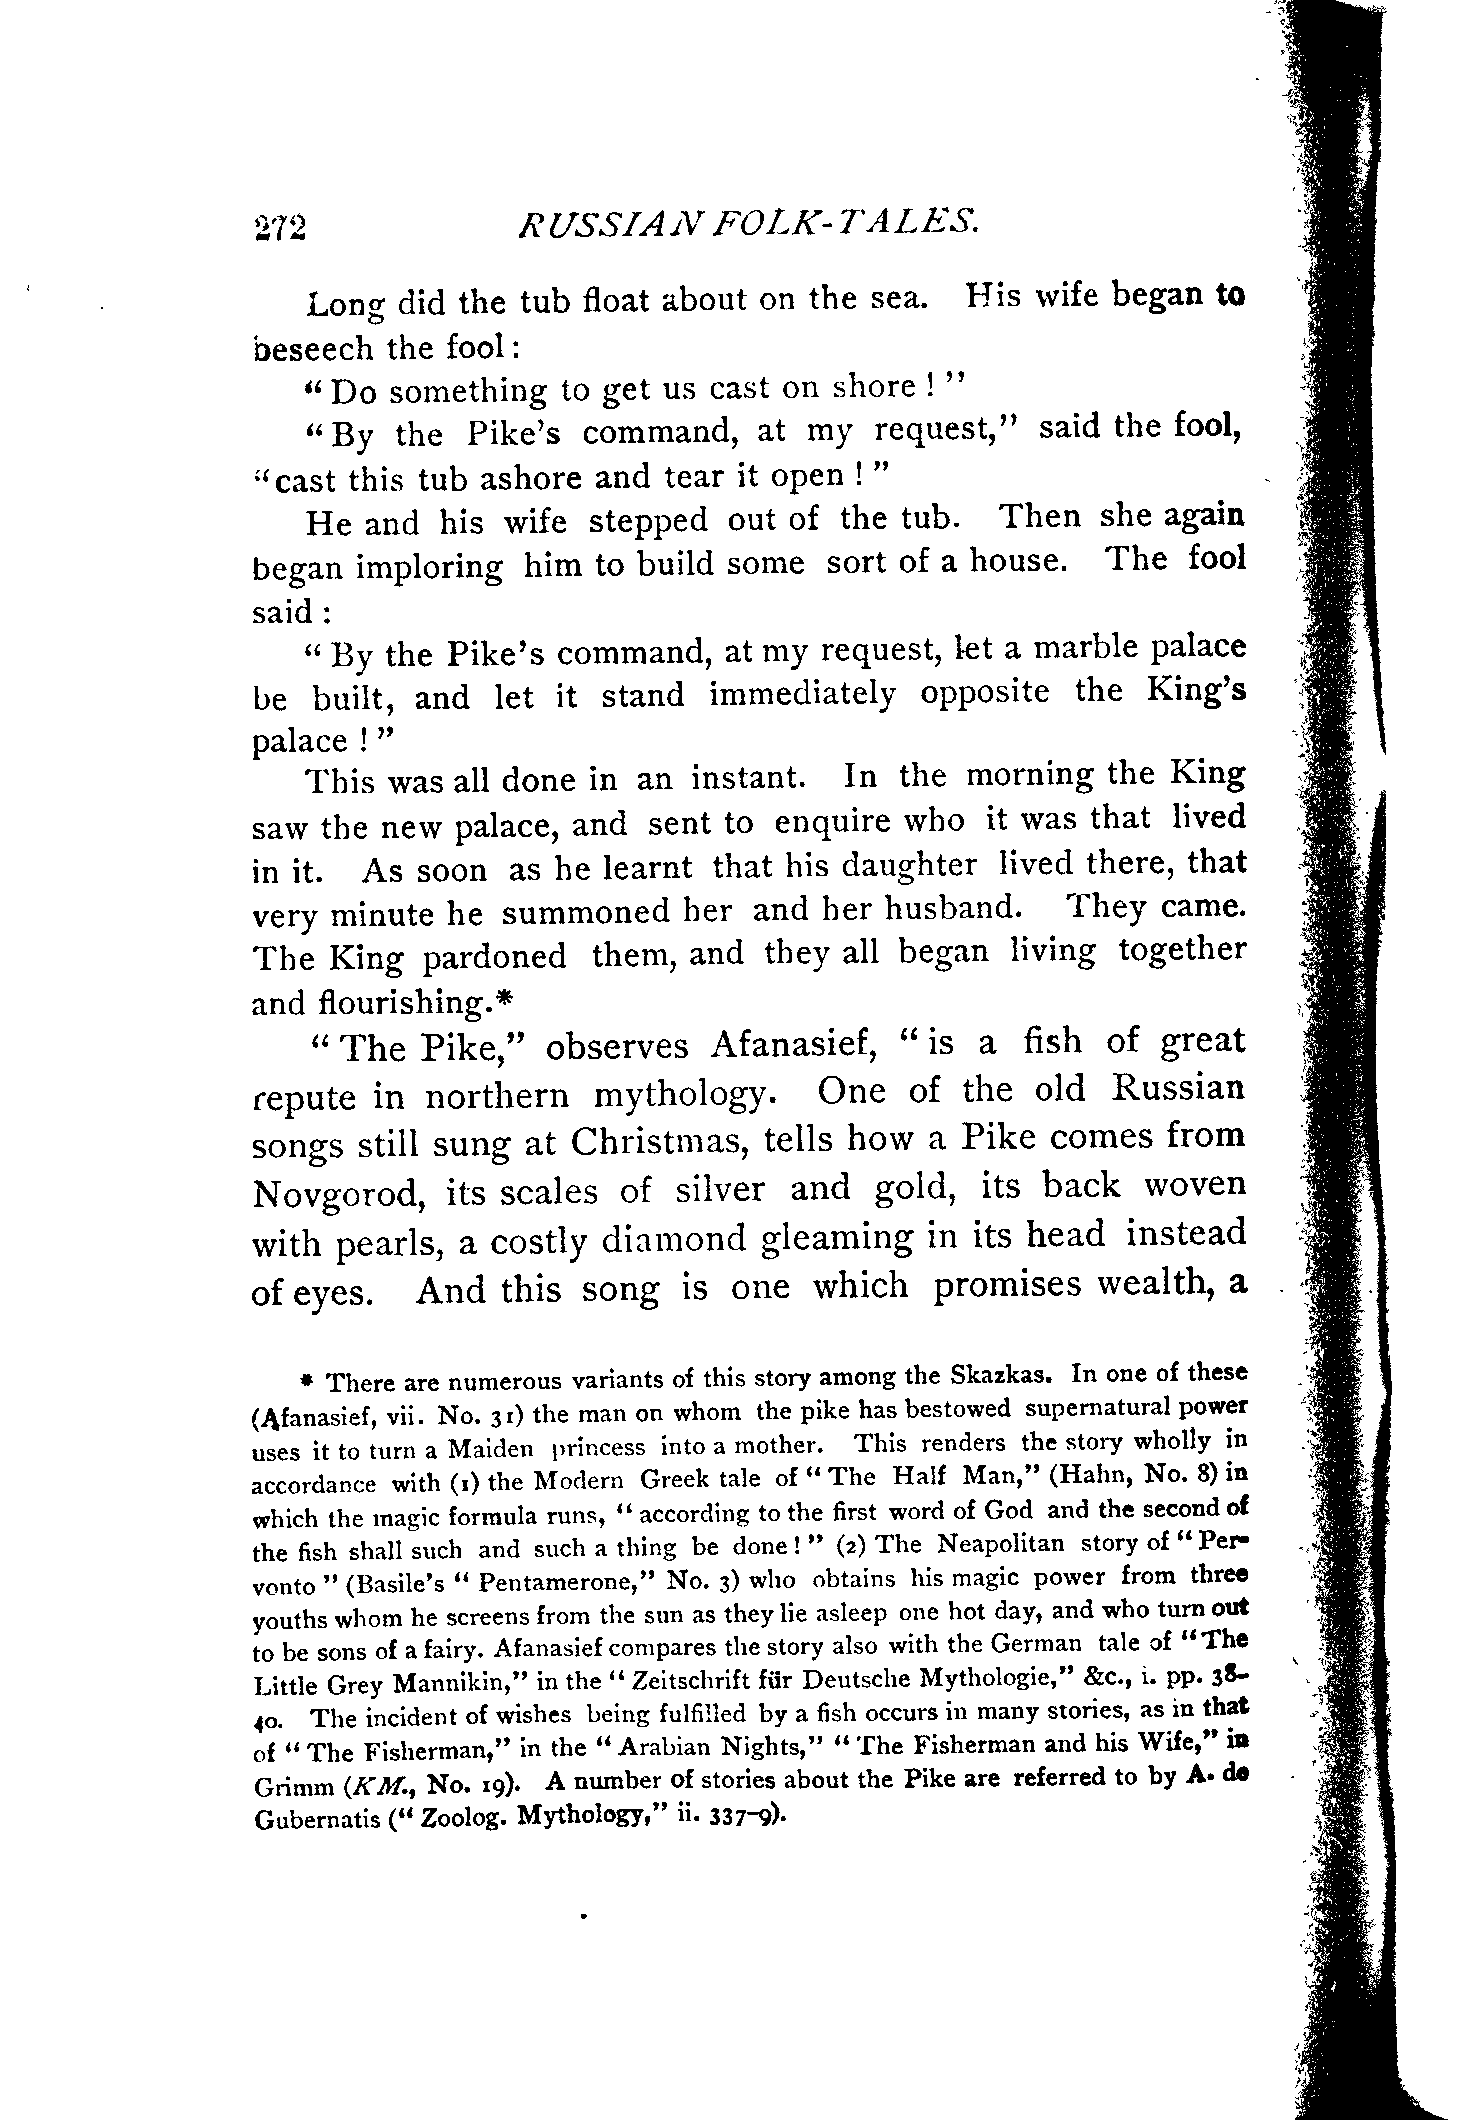 272 RUSSIAN FOLK-TALES.
Long did the tub float about on the sea. His wife began to
beseech the fool:
“Do something to get us cast on shore!”
“By the Pike’s command, at my request,” said the fool,
“cast this tub ashore and tear it open!”
He and his wife stepped out of the tub. Then she again
began imploring him to build some sort of a house. The fool
said:
“By the Pike’s command, at my request, let a marble palace
be built, and let it stand immediately opposite the King’s
palace!”
This was all done in an instant. In the morning the King
saw the new palace, and sent to enquire who it was that lived
in it. As soon as he learnt that his daughter lived there, that
very minute he summoned her and her husband. They came.
The King pardoned them, and they all began living together
and flourishing.*
“The Pike,” observes Afanasief, “is a fish of great
repute in northern mythology. One of the old Russian
songs still sung at Christmas, tells how a Pike comes from
Novgorod, its scales of silver and gold, its back woven
with pearls, a costly diamond gleaming in its head instead
of eyes. And this song is one which promises wealth, a
* There are numerous variants of this story among the Skazkas. In one of these
(Afanasief, vii. No. 31) the man on whom the pike has bestowed supernatural power
uses it to turn a Maiden princess into a mother. This renders the story wholly in
accordance with (1) the Modern Greek tale of “The Half Man,” (Hahn, No. 8) in
which the magic formula runs, “according to the first word of God and the second of
the fish shall such and such a thing be done!” (2) The Neapolitan story of “Per-
vonto” (Basile’s “Pentamerone,” No. 3) who obtains his magic power from three
youths whom he screens from the sun as they lie asleep one hot day, and who turn out
to be sons of a fairy. Afanasief compares the story also with the German tale of “The
Little Grey Mannikin,” in the “Zeitschrift für Deutsche Mythologie,” &c., i. pp. 38-
40. The incident of wishes being fulfilled by a fish occurs in many stories, as in that
of “The Fisherman,” in the “Arabian Nights,” “The Fisherman and his Wife,” in
Grimm (KM., No. 19). A number of stories about the Pike are referred to by A. de
Gubernatis (“Zoolog. Mythology,” ii. 337-9).